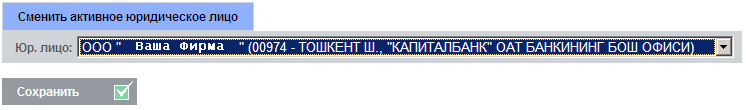 Сменить активное юридическое лицо
Юр. лицо: ООО " Ваша Фирма " (00974 - ТОШКЕНТ Ш., "КАПИТАЛБАНК" ОАТ БАНКИНИНГ БОШ ОФИСИ)
Сохранить